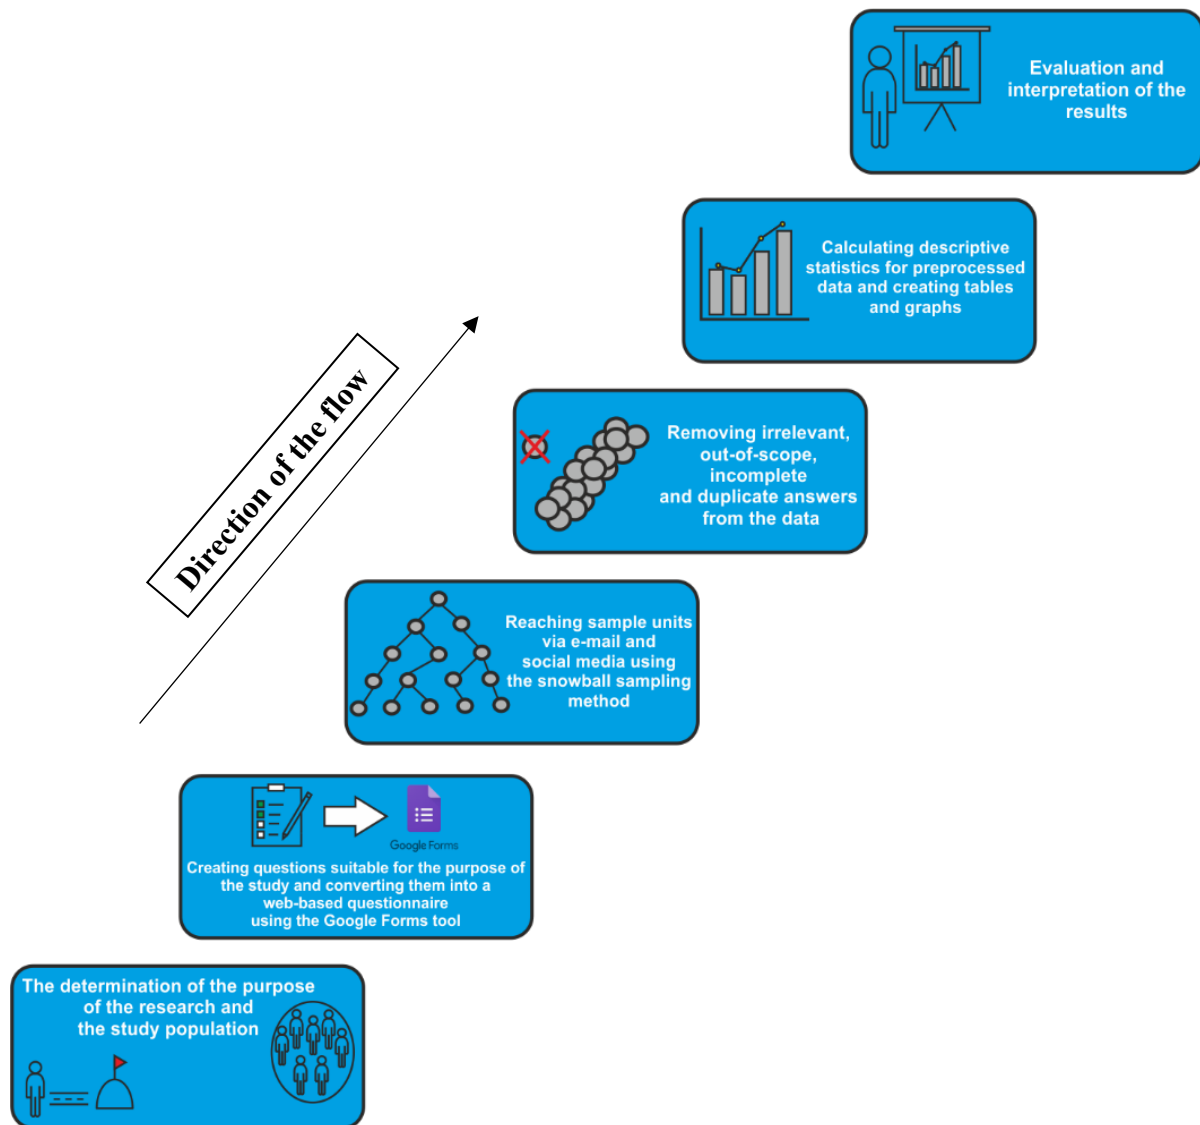 Evaluation and
interpretation of the
results
Calculating descriptive
statistics for preprocessed
data and creating tables
and graphs
Direction of the flow
Removing irrelevant,
out-of-scope,
incomplete
and duplicate answers
from the data
Reaching sample units
via e-mail and
social media using
the snowball sampling
method
Google Forms
Creating questions suitable for the purpose of
the study and converting them into a
web-based questionnaire
using the Google Forms tool
The determination of the purpose
of the research and
the study population